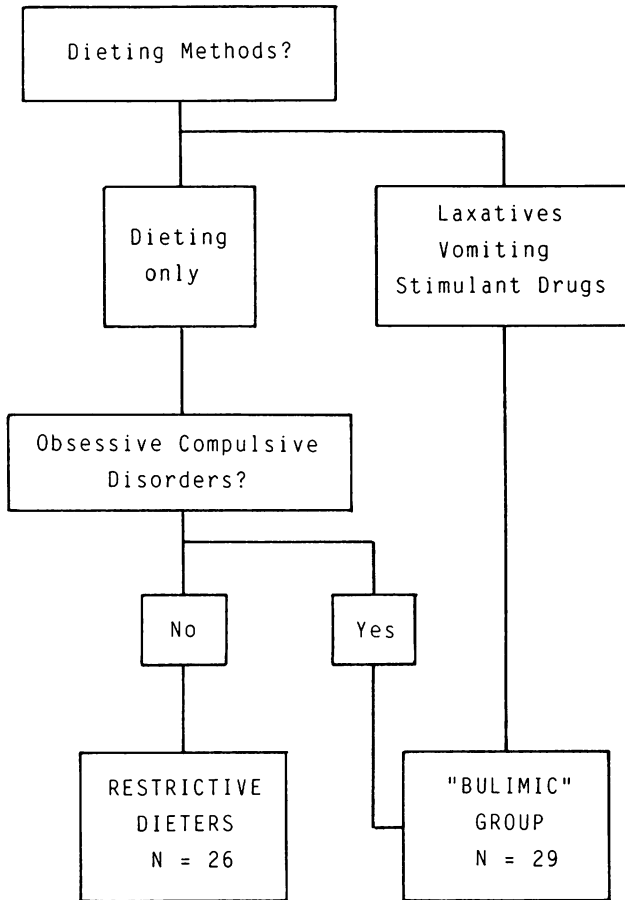 Dieting Methods?
Dieting
only
Laxatives
Vomiting
Stimulant Drugs
Obsessive Compulsive
Disorders?
No
Yes
RESTRICTIVE
DIETERS
N = 26
"BULIMIC"
GROUP
N = 29